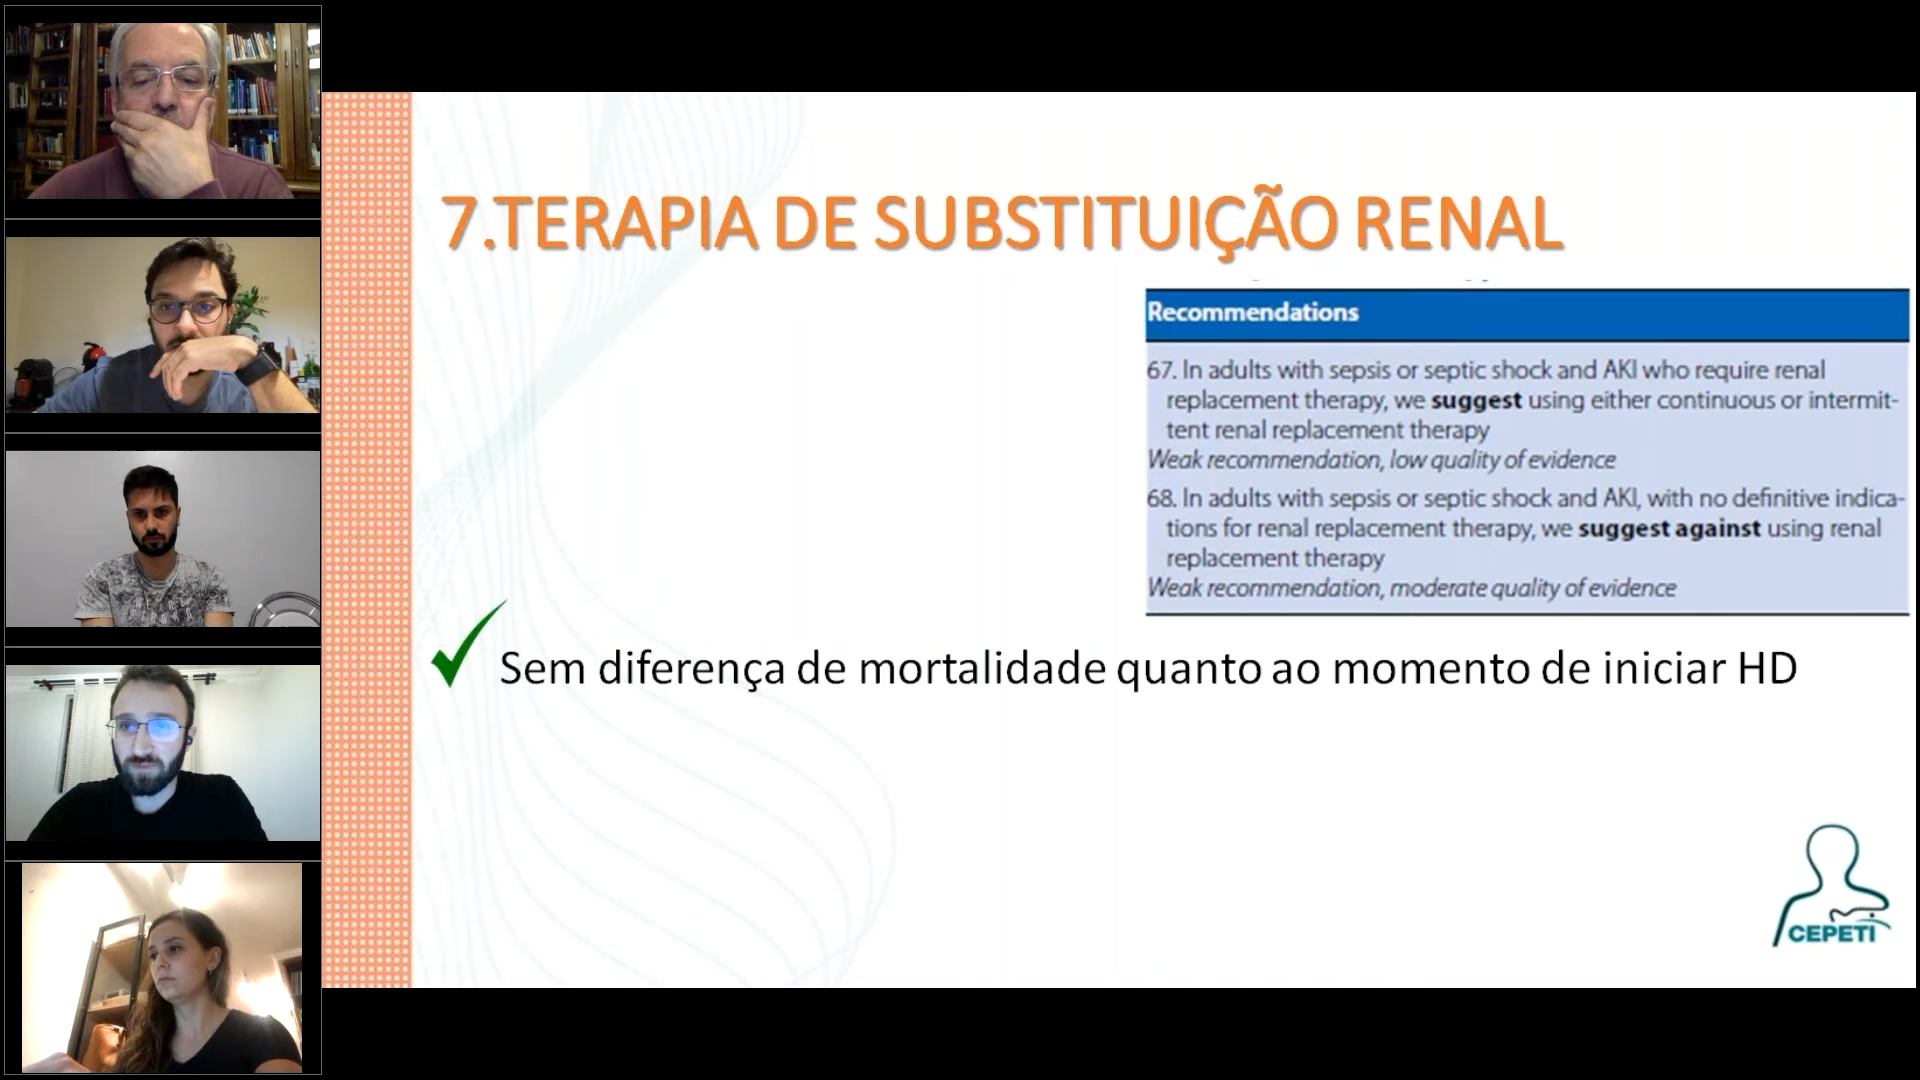 7.TERAPIA DE SUBSTITUIÇÃO RENAL
Recommendations
67. In adults with sepsis or septic shock and AKI who require renal
replacement therapy, we suggest using either continuous or intermit-
tent renal replacement therapy
Weak recommendation, low quality of evidence
68. In adults with sepsis or septic shock and AKI, with no definitive indica-
tions for renal replacement therapy, we suggest against using renal
replacement therapy
Weak recommendation, moderate quality of evidence
Sem diferença de mortalidade quanto ao momento de iniciar HD
CEPETI